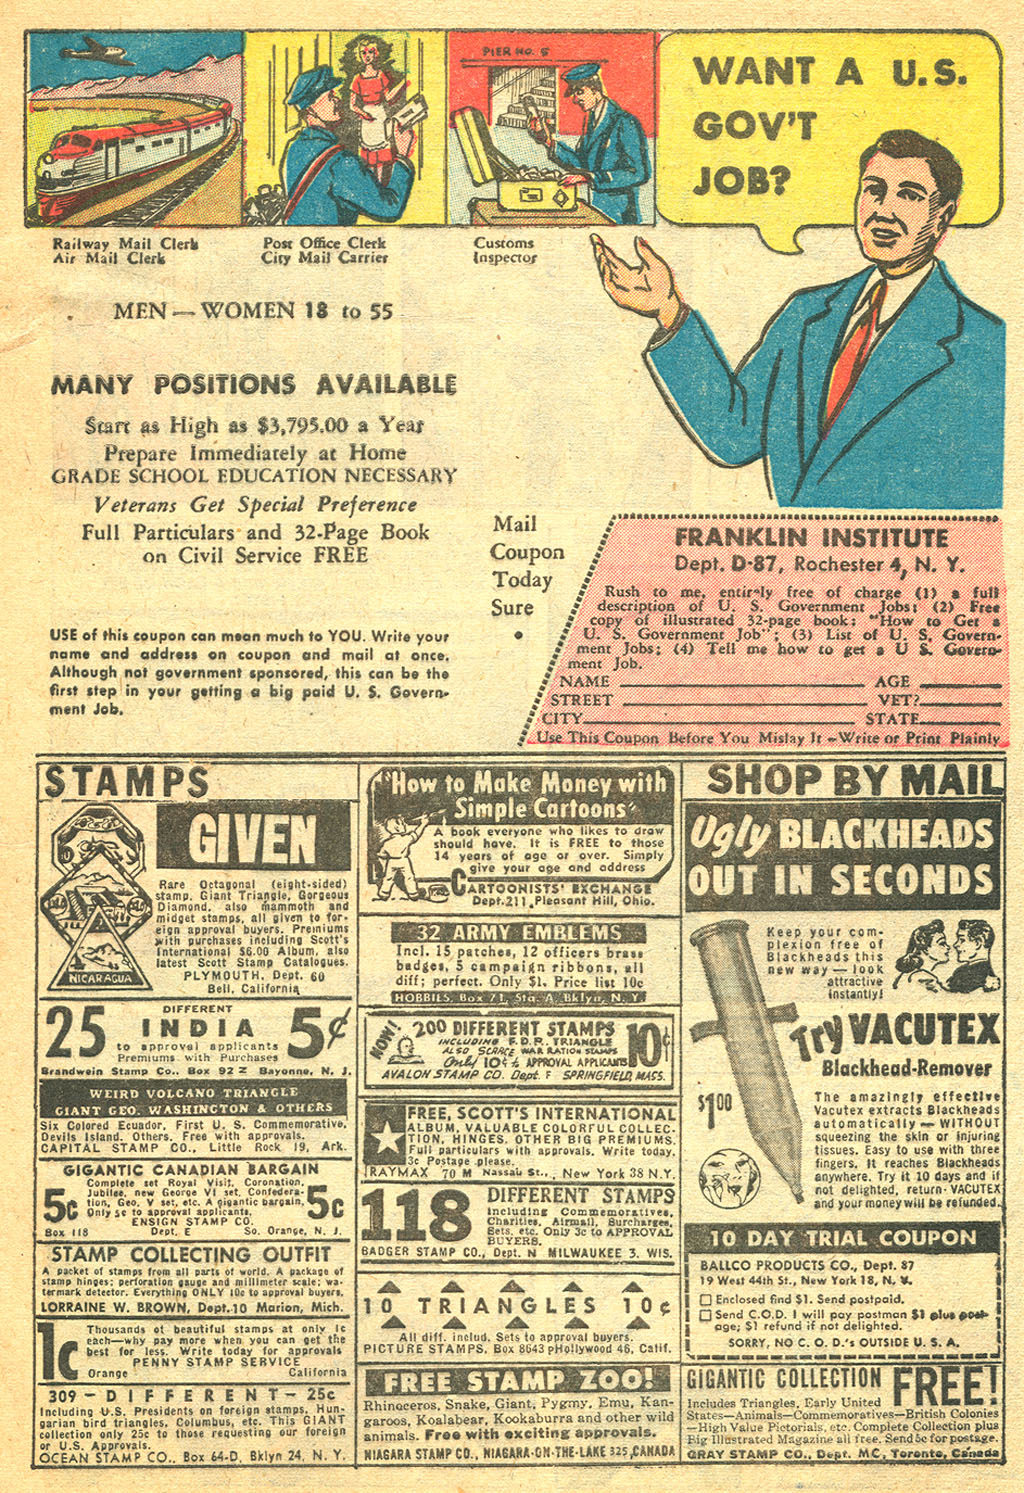 PIER NO. 5
WANT A U.S.
GOV'T
JOB?
Railway Mail Clerk
Air Mail Clerk
Post Office Clerk
City Mail Carrier
Customs
Inspector
MEN — WOMEN 18 to 55
MANY POSITIONS AVAILABLE
Start as High as $3,795.00 a Year
Prepare Immediately at Home
GRADE SCHOOL EDUCATION NECESSARY
Veterans Get Special Preference
Full Particulars and 32-Page Book
on Civil Service FREE
USE of this coupon can mean much to YOU. Write your
name and address on coupon and mail at once.
Although not government sponsored, this can be the
first step in your getting a big paid U. S. Govern-
ment Job.
Mail
Coupon
Today
Sure
FRANKLIN INSTITUTE
Dept. D-87, Rochester 4, N. Y.
Rush to me, entirely free of charge (1) a full
description of U. S. Government Jobs; (2) Free
copy of illustrated 32-page book: "How to Get a
U. S. Government Job"; (3) List of U. S. Govern-
ment Jobs; (4) Tell me how to get a U S. Govern-
ment Job.
NAME AGE
STREET VET?
CITY STATE
Use This Coupon Before You Mislay It - Write or Print Plainly
STAMPS
GIVEN
NICARAGUA
Rare Octagonal (eight-sided)
stamp, Giant Triangle, Gorgeous
Diamond, also mammoth and
midget stamps, all given to for-
eign approval buyers. Premiums
with purchases including Scott's
International $6.00 Album, also
latest Scott Stamp Catalogues.
PLYMOUTH, Dept. 60
Bell, California
25 DIFFERENT
INDIA 5¢
to approval applicants
Premiums with Purchases
Brandwein Stamp Co., Box 92 Z Bayonne, N. J.
WEIRD VOLCANO TRIANGLE
GIANT GEO. WASHINGTON & OTHERS
Six Colored Ecuador, First U. S. Commemorative,
Devils Island, Others. Free with approvals.
CAPITAL STAMP CO., Little Rock 19, Ark.
GIGANTIC CANADIAN BARGAIN
5c Complete set Royal Visit, Coronation,
Jubilee, new George VI set, Confedera-
tion, Geo. V set, etc. A gigantic bargain.
Only 5c to approval applicants. 5c
ENSIGN STAMP CO.
Box 118 Dept. E So. Orange, N. J.
STAMP COLLECTING OUTFIT
A packet of stamps from all parts of world. A package of
stamp hinges; perforation gauge and millimeter scale; wa-
termark detector. Everything ONLY 10c to approval buyers.
LORRAINE W. BROWN, Dept. 10 Marion, Mich.
1c Thousands of beautiful stamps at only 1c
each—why pay more when you can get the
best for less. Write today for approvals
PENNY STAMP SERVICE
Orange California
309 - DIFFERENT - 25c
Including U.S. Presidents on foreign stamps, Hun-
garian bird triangles, Columbus, etc. This GIANT
collection only 25c to those requesting our foreign
or U.S. Approvals.
OCEAN STAMP CO., Box 64-D, Bklyn 24, N. Y.
"How to Make Money with
Simple Cartoons"
A book everyone who likes to draw
should have. It is FREE to those
14 years of age or over. Simply
give your age and address
CARTOONISTS' EXCHANGE
Dept. 211, Pleasant Hill, Ohio.
32 ARMY EMBLEMS
Incl. 15 patches, 12 officers brass
badges, 5 campaign ribbons, all
diff; perfect. Only $1. Price list 10c
HOBBIES, Box 71, Sta. A, Bklyn, N. Y.
NOW! 200 DIFFERENT STAMPS 10¢
INCLUDING F.D.R. TRIANGLE
ALSO SCARCE WAR RATION STAMPS
Only 10¢ to APPROVAL APPLICANTS
AVALON STAMP CO. Dept. F SPRINGFIELD, MASS.
FREE, SCOTT'S INTERNATIONAL
ALBUM, VALUABLE COLORFUL COLLEC-
TION, HINGES, OTHER BIG PREMIUMS.
Full particulars with approvals. Write today.
3c Postage please.
RAYMAX 70 M Nassau St., New York 38 N.Y.
118 DIFFERENT STAMPS
Including Commemoratives,
Charities, Airmail, Surcharges,
Sets, etc. Only 3c to APPROVAL
BUYERS.
BADGER STAMP CO., Dept. N MILWAUKEE 3, WIS.
10 TRIANGLES 10¢
All diff. includ. Sets to approval buyers.
PICTURE STAMPS, Box 8643 pHollywood 46, Calif.
FREE STAMP ZOO!
Rhinoceros, Snake, Giant, Pygmy, Emu, Kan-
garoos, Koalabear, Kookaburra and other wild
animals. Free with exciting approvals.
NIAGARA STAMP CO., NIAGARA-ON-THE-LAKE 325, CANADA
SHOP BY MAIL
Ugly BLACKHEADS
OUT IN SECONDS
Keep your com-
plexion free of
Blackheads this
new way — look
attractive
instantly!
Try VACUTEX
Blackhead-Remover
$1.00
The amazingly effective
Vacutex extracts Blackheads
automatically — WITHOUT
squeezing the skin or injuring
tissues. Easy to use with three
fingers. It reaches Blackheads
anywhere. Try it 10 days and if
not delighted, return VACUTEX
and your money will be refunded.
10 DAY TRIAL COUPON
BALLCO PRODUCTS CO., Dept. 87
19 West 44th St., New York 18, N. Y.
Enclosed find $1. Send postpaid.
Send C.O.D. I will pay postman $1 plus post-
age; $1 refund if not delighted.
SORRY, NO C. O. D.'s OUTSIDE U. S. A.
GIGANTIC COLLECTION FREE!
Includes Triangles, Early United
States—Animals—Commemoratives—British Colonies
—High Value Pictorials, etc. Complete Collection plus
Big Illustrated Magazine all free. Send 5c for postage.
GRAY STAMP CO., Dept. MC, Toronto, Canada